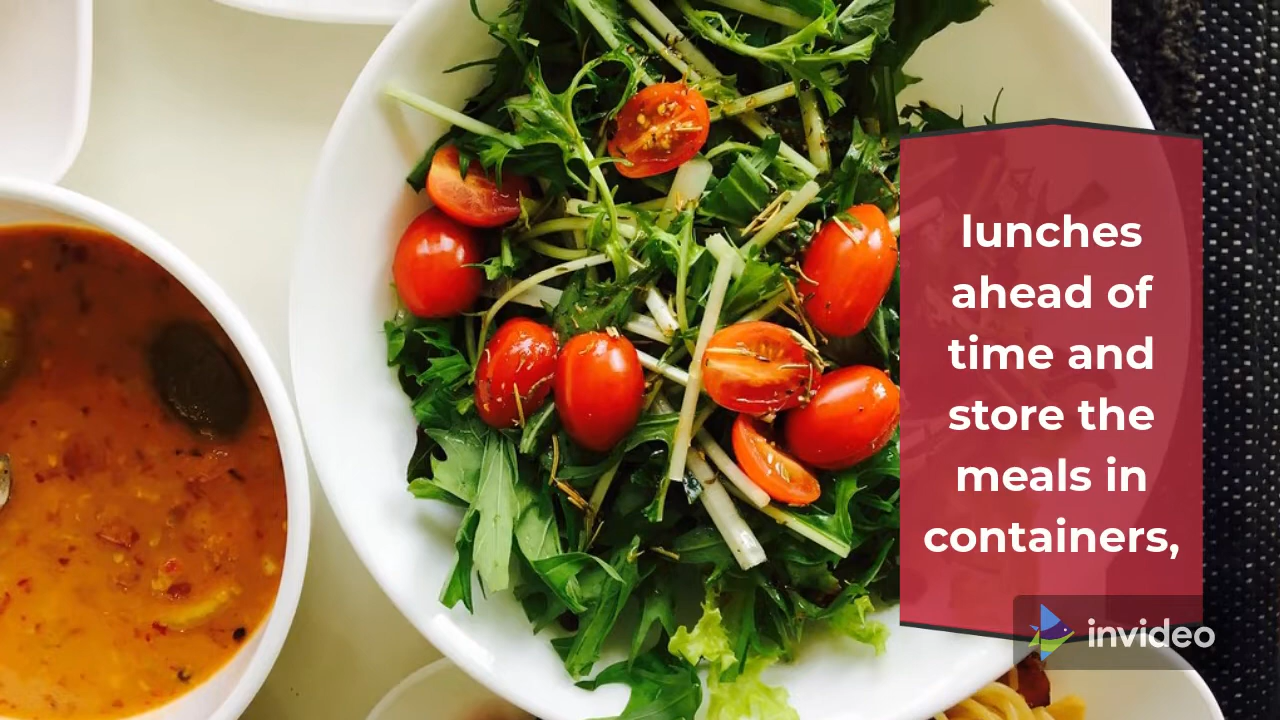 lunches
ahead of
time and
store the
meals in
containers,
invideo